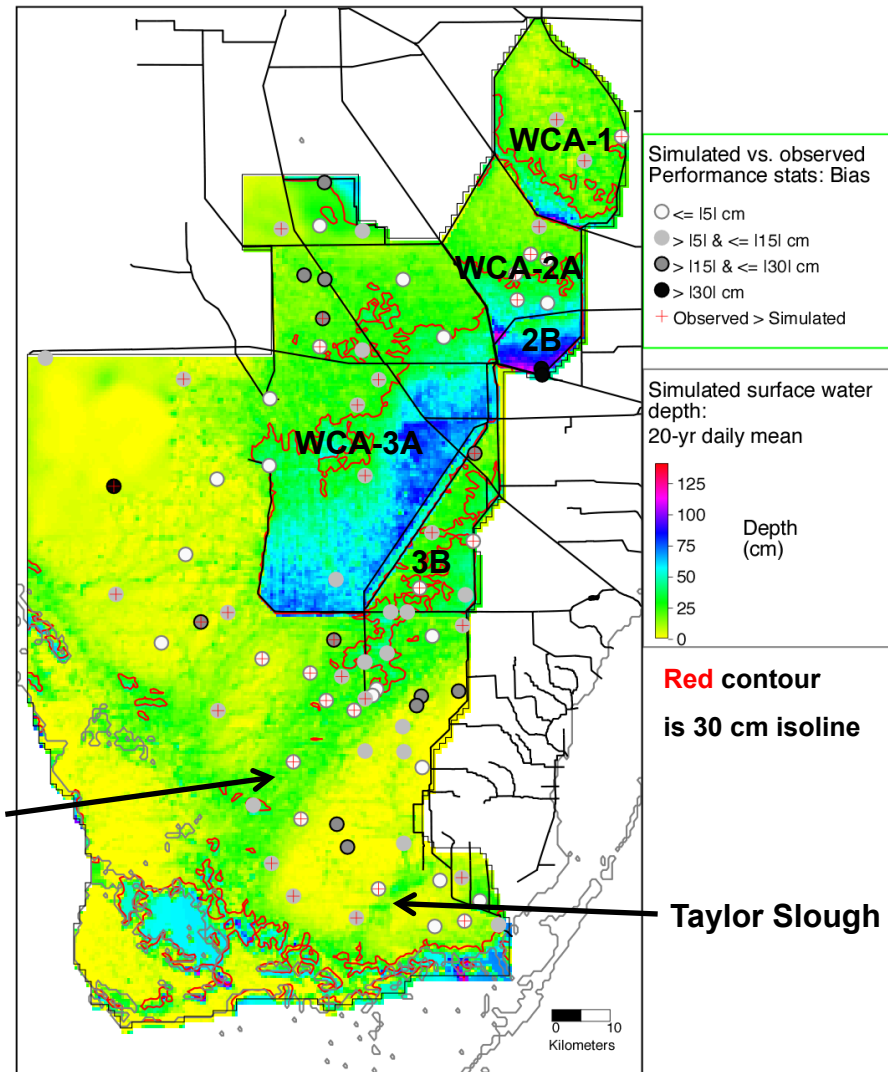 WCA-1
WCA-2A
2B
WCA-3A
3B
Simulated vs. observed
Performance stats: Bias
<= |5| cm
> |5| & <= |15| cm
> |15| & <= |30| cm
> |30| cm
+ Observed > Simulated
Simulated surface water
depth:
20-yr daily mean
125
100
75
50
25
0
Depth
(cm)
Red contour
is 30 cm isoline
Taylor Slough
0 10
Kilometers